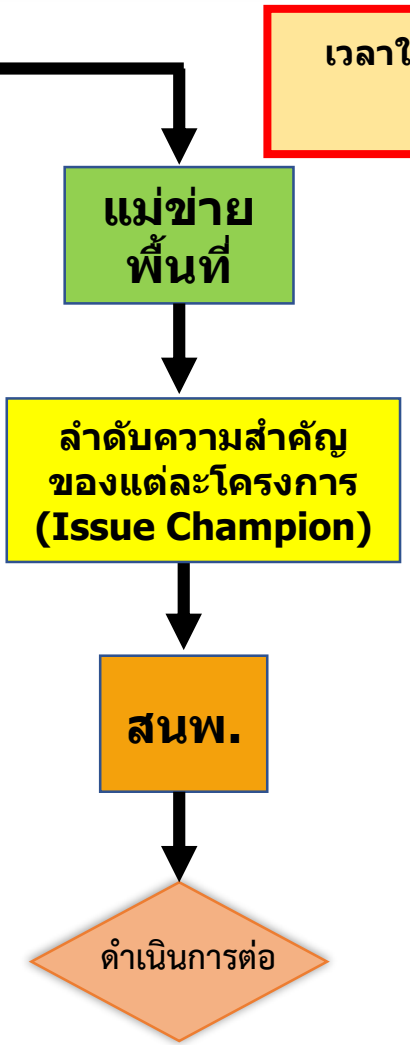 เวลาใ
แม่ข่าย
พื้นที่
ลำดับความสำคัญ
ของแต่ละโครงการ
(Issue Champion)
สนพ.
ดำเนินการต่อ